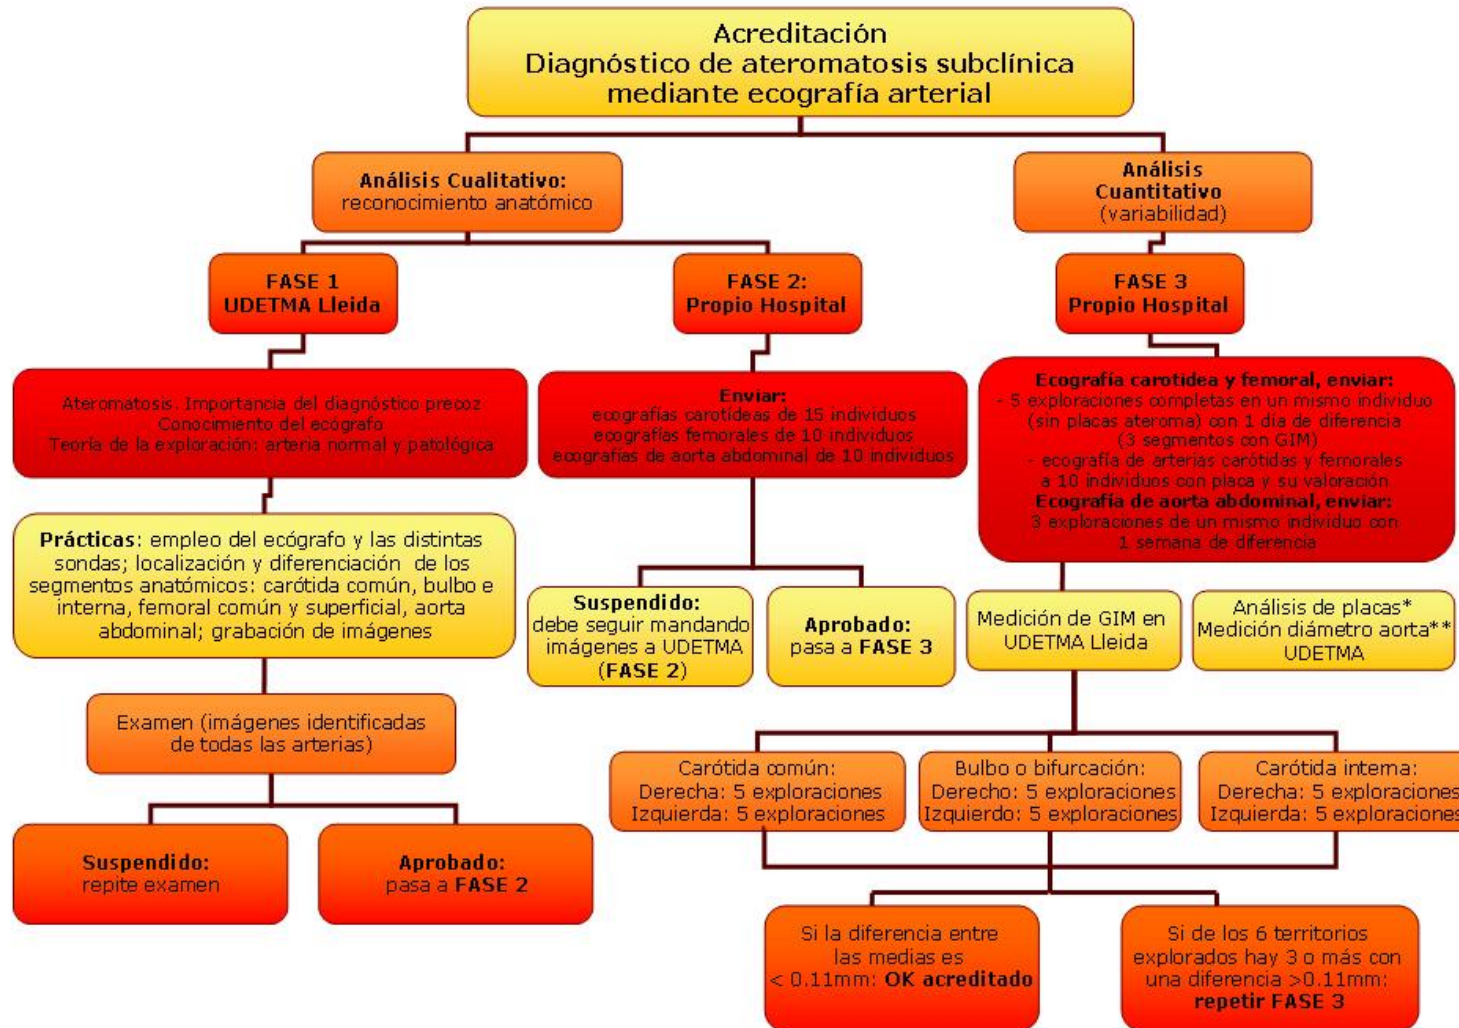 Acreditación
Diagnóstico de ateromatosis subclínica
mediante ecografía arterial
Análisis Cualitativo:
reconocimiento anatómico
Análisis
Cuantitativo
(variabilidad)
FASE 1
UDETMA Lleida
FASE 2:
Propio Hospital
FASE 3
Propio Hospital
Ateromatosis. Importancia del diagnóstico precoz
Conocimiento del ecógrafo
Teoría de la exploración: arteria normal y patológica
Enviar:
ecografías carotídeas de 15 individuos
ecografías femorales de 10 individuos
ecografías de aorta abdominal de 10 individuos
Ecografía carotidea y femoral, enviar:
- 5 exploraciones completas en un mismo individuo
(sin placas ateroma) con 1 día de diferencia
(3 segmentos con GIM)
- ecografía de arterias carótidas y femorales
a 10 individuos con placa y su valoración
Ecografía de aorta abdominal, enviar:
3 exploraciones de un mismo individuo con
1 semana de diferencia
Prácticas: empleo del ecógrafo y las distintas
sondas; localización y diferenciación de los
segmentos anatómicos: carótida común, bulbo e
interna, femoral común y superficial, aorta
abdominal; grabación de imágenes
Suspendido:
debe seguir mandando
imágenes a UDETMA
(FASE 2)
Aprobado:
pasa a FASE 3
Medición de GIM en
UDETMA Lleida
Análisis de placas*
Medición diámetro aorta**
UDETMA
Examen (imágenes identificadas
de todas las arterias)
Carótida común:
Derecha: 5 exploraciones
Izquierda: 5 exploraciones
Bulbo o bifurcación:
Derecho: 5 exploraciones
Izquierdo: 5 exploraciones
Carótida interna:
Derecha: 5 exploraciones
Izquierda: 5 exploraciones
Suspendido:
repite examen
Aprobado:
pasa a FASE 2
Si la diferencia entre
las medias es
< 0.11mm: OK acreditado
Si de los 6 territorios
explorados hay 3 o más con
una diferencia >0.11mm:
repetir FASE 3